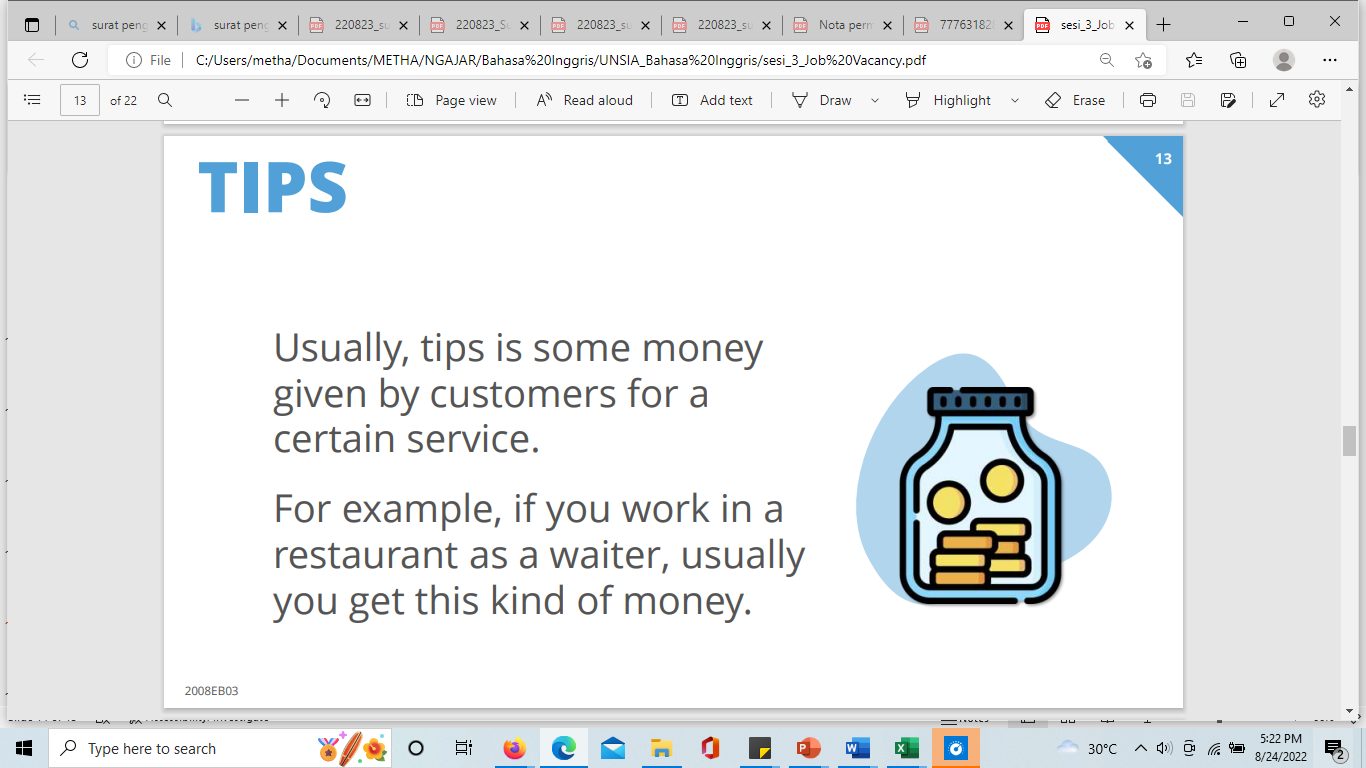 surat peng
surat peng
220823_su
220823_Su
220823_su
220823_su
Nota perm
77763182
sesi_3_Job
File
C:/Users/metha/Documents/METHA/NGAJAR/Bahasa%20Inggris/UNSIA_Bahasa%20Inggris/sesi_3_Job%20Vacancy.pdf
13 of 22
Page view
Read aloud
Add text
Draw
Highlight
Erase
TIPS
13
Usually, tips is some money
given by customers for a
certain service.
For example, if you work in a
restaurant as a waiter, usually
you get this kind of money.
2008EB03
Type here to search
30°C
5:22 PM
8/24/2022
2